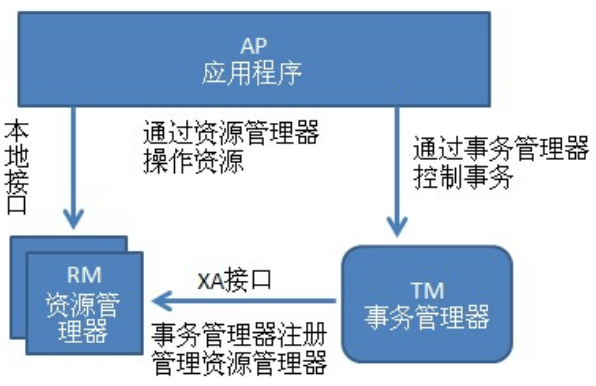 AP
应用程序
本地接口
通过资源管理器
操作资源
通过事务管理器
控制事务
RM
资源管
理器
XA接口
TM
事务管理器
事务管理器注册
管理资源管理器